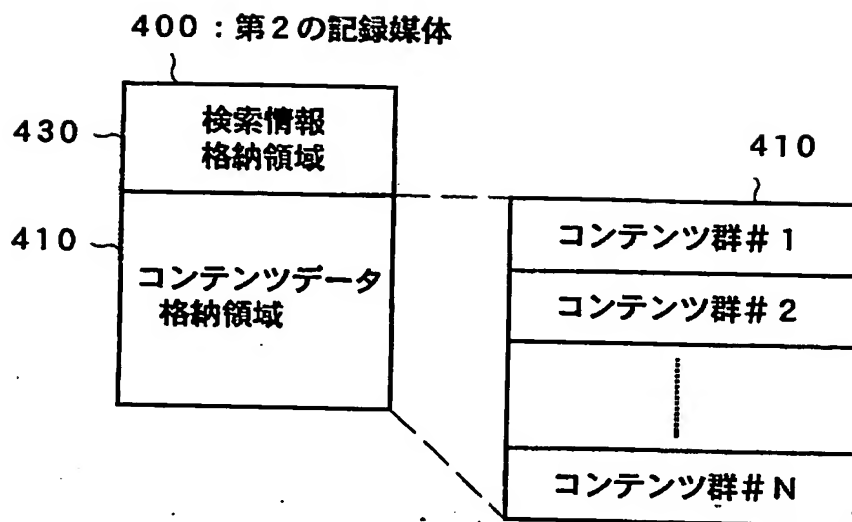 400:第2の記録媒体
430
検索情報
格納領域
410
410
コンテンツデータ
格納領域
コンテンツ群#1
コンテンツ群#2
コンテンツ群#N